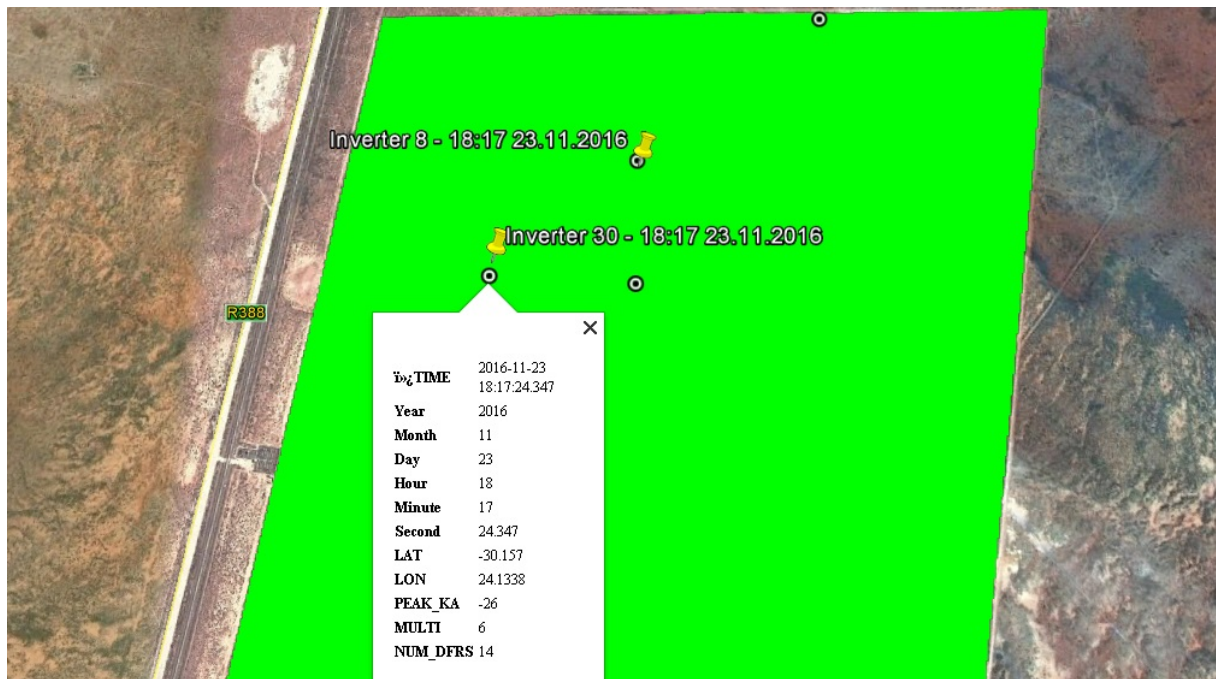 Inverter 8 - 18:17 23.11.2016
Inverter 30 - 18:17 23.11.2016
R388
ï»¿TIME 2016-11-23
18:17:24.347
Year 2016
Month 11
Day 23
Hour 18
Minute 17
Second 24.347
LAT -30.157
LON 24.1338
PEAK_KA -26
MULTI 6
NUM_DFRS 14